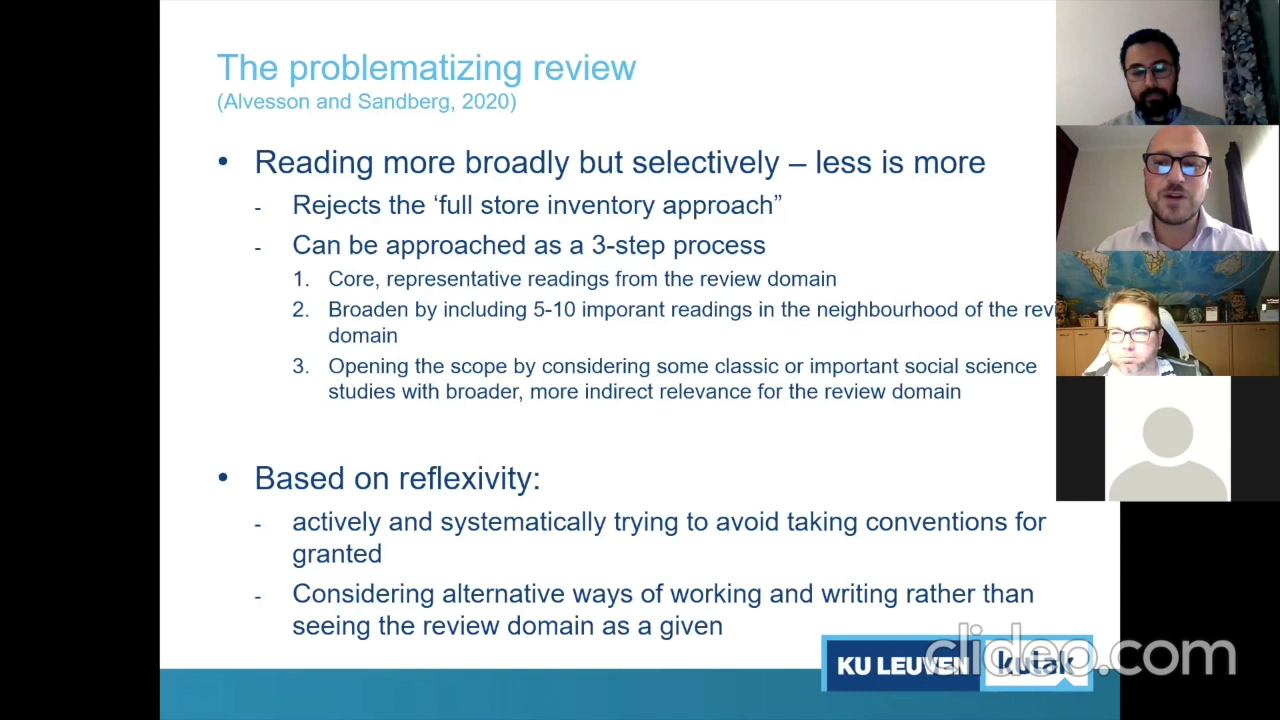 The problematizing review
(Alvesson and Sandberg, 2020)
• Reading more broadly but selectively – less is more
- Rejects the ‘full store inventory approach”
- Can be approached as a 3-step process
1. Core, representative readings from the review domain
2. Broaden by including 5-10 imporant readings in the neighbourhood of the revi
domain
3. Opening the scope by considering some classic or important social science
studies with broader, more indirect relevance for the review domain
• Based on reflexivity:
- actively and systematically trying to avoid taking conventions for
granted
- Considering alternative ways of working and writing rather than
seeing the review domain as a given
KU LEUVEN kulak
clideo.com